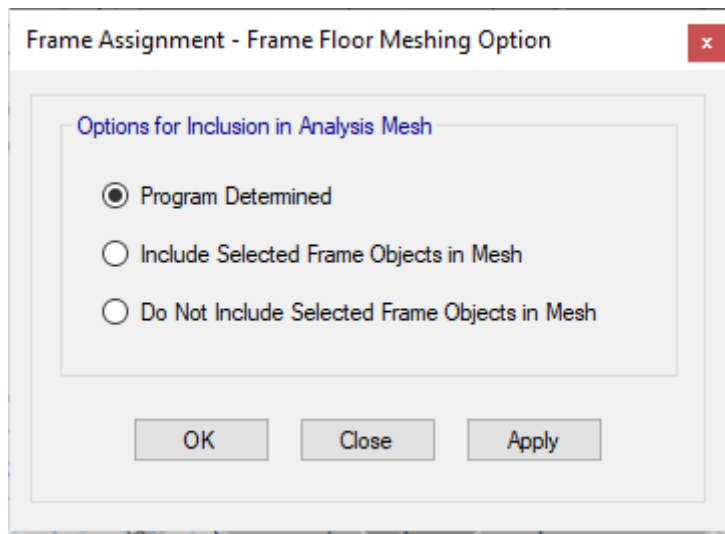 Frame Assignment - Frame Floor Meshing Option
x
Options for Inclusion in Analysis Mesh
Program Determined
Include Selected Frame Objects in Mesh
Do Not Include Selected Frame Objects in Mesh
OK Close Apply